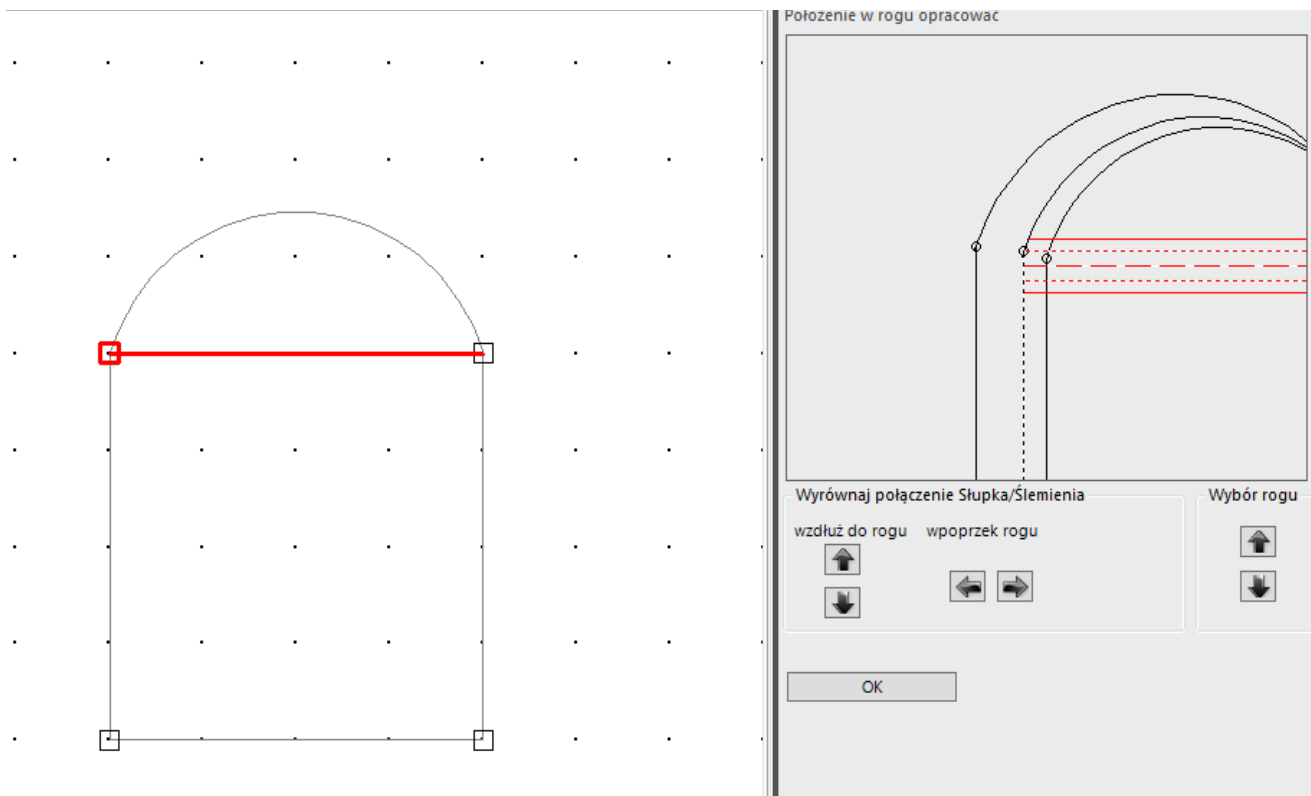 Położenie w rogu opracować
Wyrównaj połączenie Słupka/Ślemienia
Wybór rogu
wzdłuż do rogu
wpoprzek rogu
OK